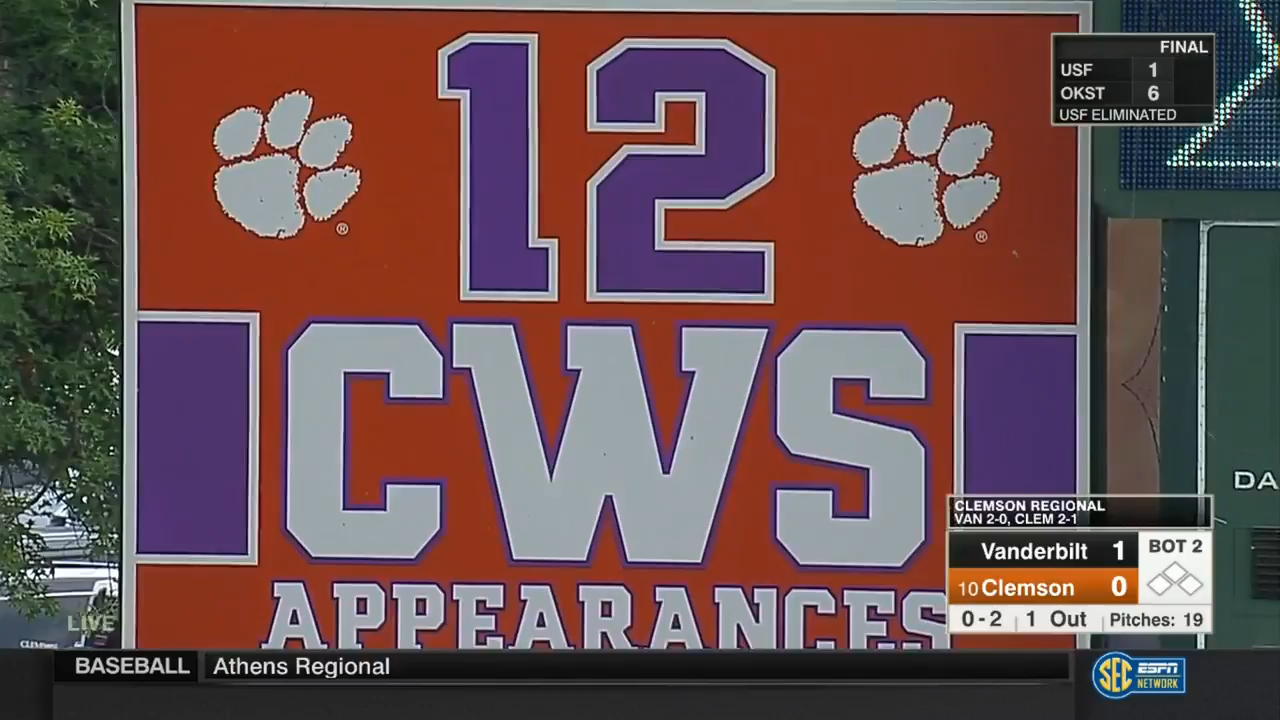 12
®
®
CWS
APPEARANCES
FINAL
USF 1
OKST 6
USF ELIMINATED
DA
CLEMSON REGIONAL
VAN 2-0, CLEM 2-1
Vanderbilt 1 BOT 2
10 Clemson 0
0-2 1 Out Pitches: 19
LIVE
BASEBALL Athens Regional
SEC ESPN NETWORK